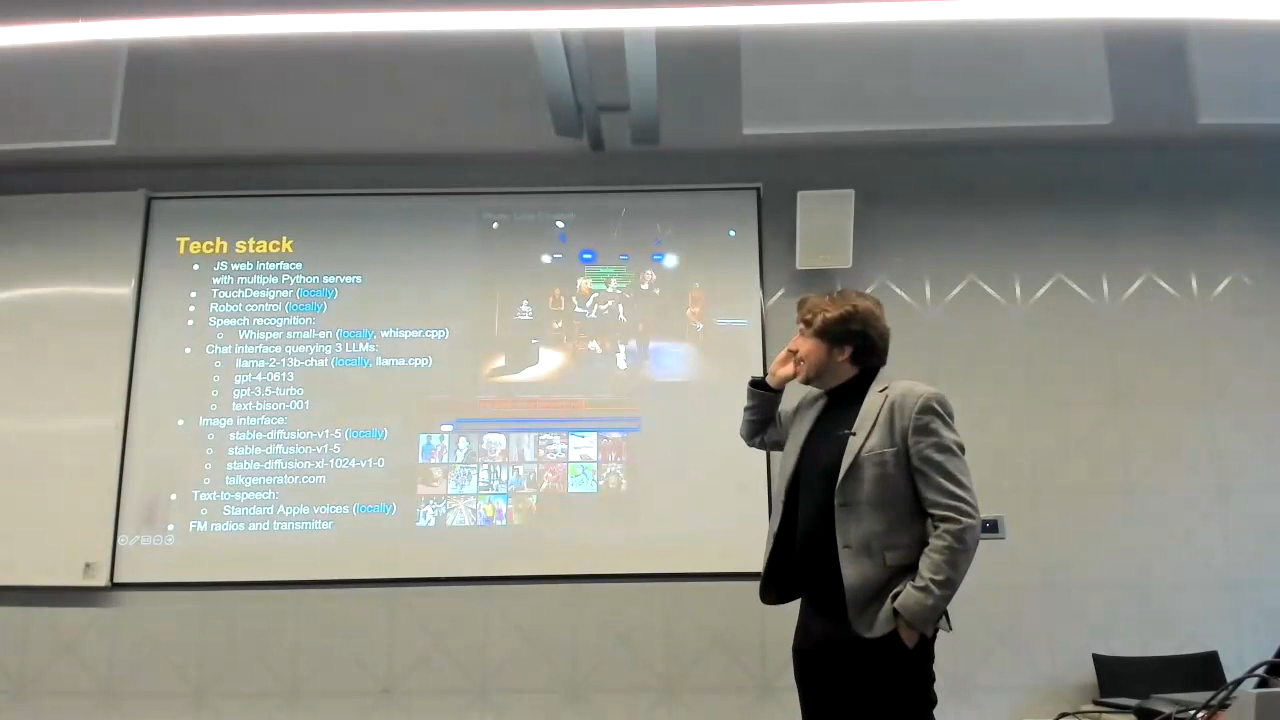 Tech stack
JS web interface
with multiple Python servers
TouchDesigner (locally)
Robot control (locally)
Speech recognition:
Whisper small-en (locally, whisper.cpp)
Chat interface querying 3 LLMs:
llama-2-13b-chat (locally, llama.cpp)
gpt-4-0613
gpt-3.5-turbo
text-bison-001
Image interface:
stable-diffusion-v1-5 (locally)
stable-diffusion-v1-5
stable-diffusion-xl-1024-v1-0
talkgenerator.com
Text-to-speech:
Standard Apple voices (locally)
FM radios and transmitter